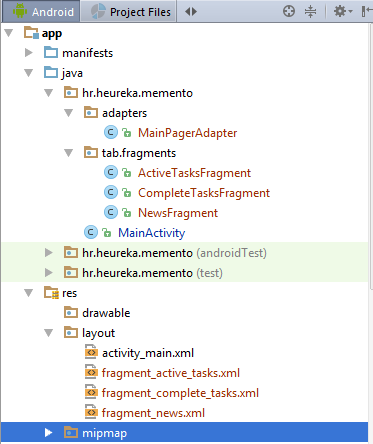 Android Project Files
app
manifests
java
hr.heureka.memento
adapters
MainPagerAdapter
tab.fragments
ActiveTasksFragment
CompleteTasksFragment
NewsFragment
MainActivity
hr.heureka.memento (androidTest)
hr.heureka.memento (test)
res
drawable
layout
activity_main.xml
fragment_active_tasks.xml
fragment_complete_tasks.xml
fragment_news.xml
mipmap